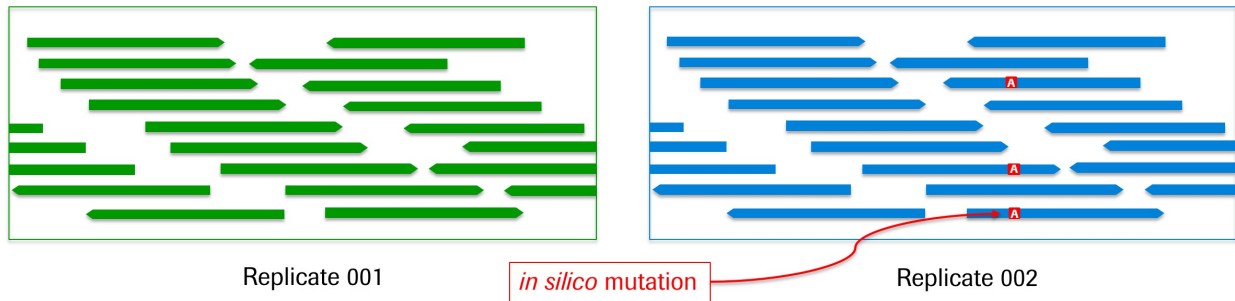 A
A
A
Replicate 001
in silico mutation
Replicate 002